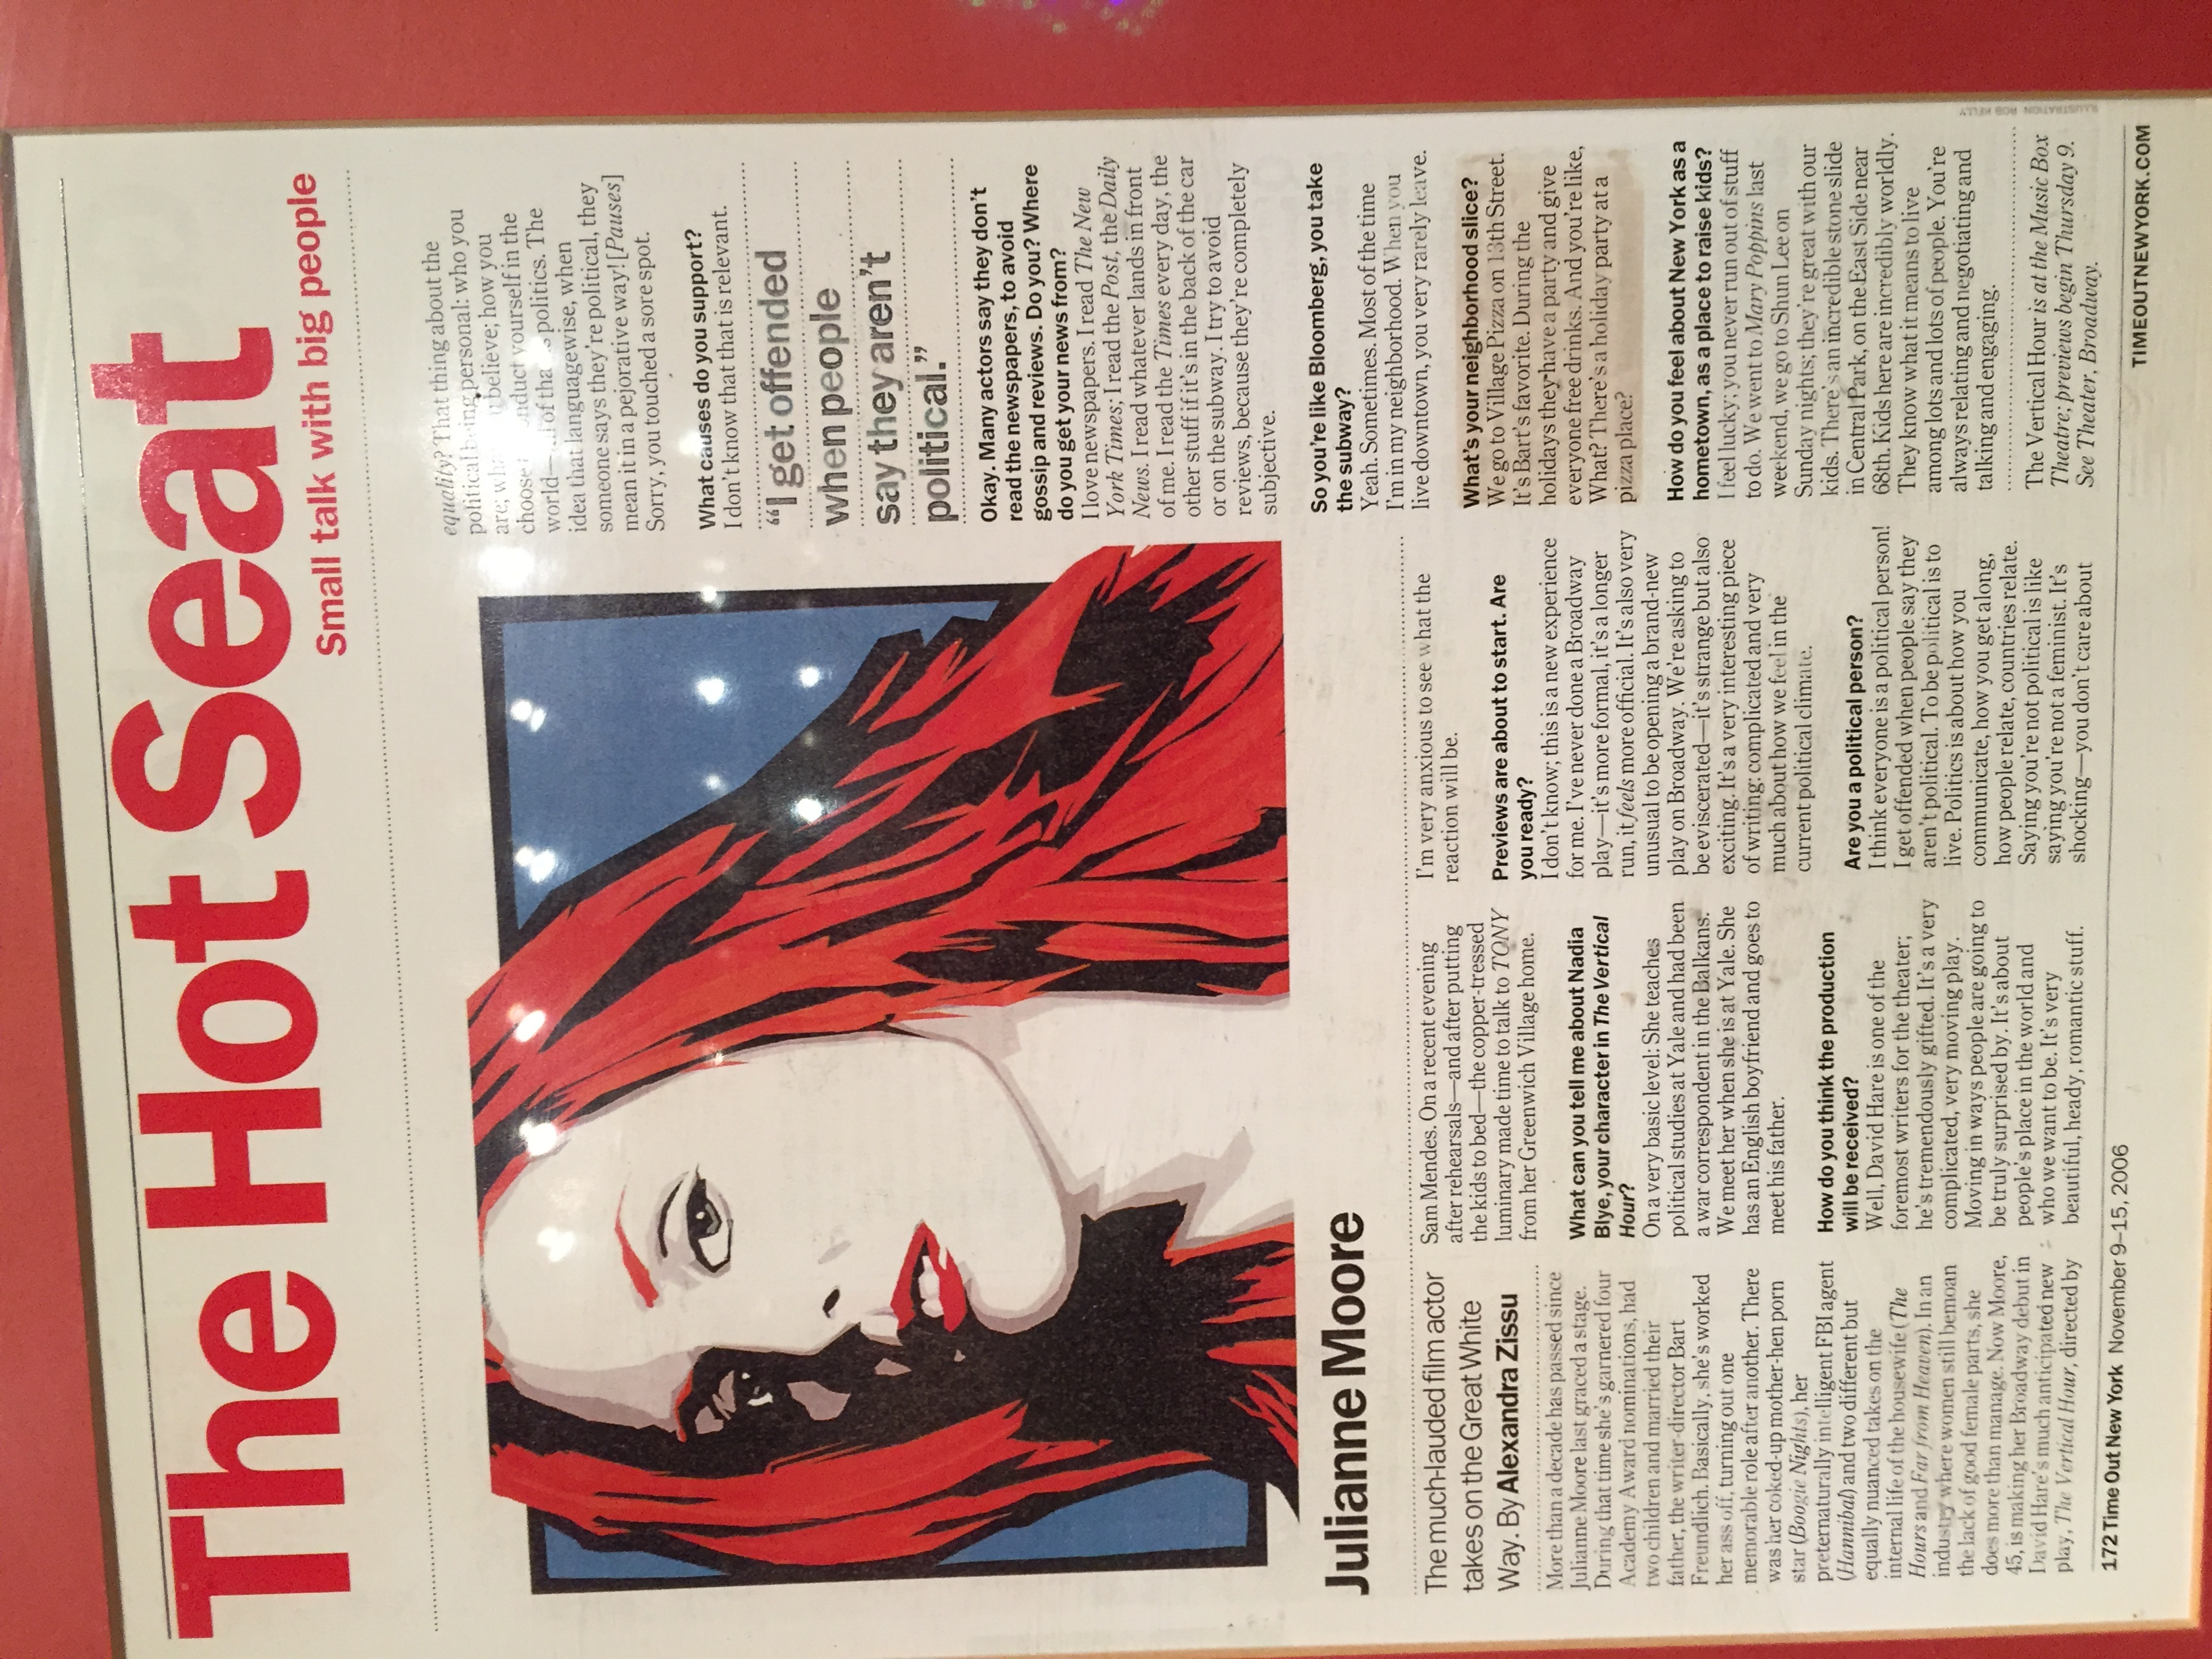 The Hot Seat
Small talk with big people
Julianne Moore
The much-lauded film actor
takes on the Great White
Way. By Alexandra Zissu
More than a decade has passed since
Julianne Moore last graced a stage.
During that time she's garnered four
Academy Award nominations, had
two children and married their
father, the writer-director Bart
Freundlich. Basically, she's worked
her ass off, turning out one
memorable role after another. There
was her coked-up mother-hen porn
star (Boogie Nights), her
preternaturally intelligent FBI agent
(Hannibal) and two different but
equally nuanced takes on the
internal life of the housewife (The
Hours and Far from Heaven). In an
industry where women still bemoan
the lack of good female parts, she
does more than manage. Now Moore,
45, is making her Broadway debut in
David Hare's much anticipated new
play, The Vertical Hour, directed by
Sam Mendes. On a recent evening
after rehearsals—and after putting
the kids to bed—the copper-tressed
luminary made time to talk to TONY
from her Greenwich Village home.
What can you tell me about Nadia
Blye, your character in The Vertical
Hour?
On a very basic level: She teaches
political studies at Yale and had been
a war correspondent in the Balkans.
We meet her when she is at Yale. She
has an English boyfriend and goes to
meet his father.
How do you think the production
will be received?
Well, David Hare is one of the
foremost writers for the theater;
he's tremendously gifted. It's a very
complicated, very moving play.
Moving in ways people are going to
be truly surprised by. It's about
people's place in the world and
who we want to be. It's very
beautiful, heady, romantic stuff.
I'm very anxious to see what the
reaction will be.
Previews are about to start. Are
you ready?
I don't know; this is a new experience
for me. I've never done a Broadway
play—it's more formal, it's a longer
run, it feels more official. It's also very
unusual to be opening a brand-new
play on Broadway. We're asking to
be eviscerated—it's strange but also
exciting. It's a very interesting piece
of writing: complicated and very
much about how we feel in the
current political climate.
Are you a political person?
I think everyone is a political person!
I get offended when people say they
aren't political. To be political is to
live. Politics is about how you
communicate, how you get along,
how people relate, countries relate.
Saying you're not political is like
saying you're not a feminist. It's
shocking—you don't care about
equality? That thing about the
political being personal: who you
are; what you believe; how you
choose to conduct yourself in the
world—all of that is politics. The
idea that languagewise, when
someone says they're political, they
mean it in a pejorative way! [Pauses]
Sorry, you touched a sore spot.
What causes do you support?
I don't know that that is relevant.
“I get offended
when people
say they aren't
political.”
Okay. Many actors say they don't
read the newspapers, to avoid
gossip and reviews. Do you? Where
do you get your news from?
I love newspapers. I read The New
York Times; I read the Post, the Daily
News. I read whatever lands in front
of me. I read the Times every day, the
other stuff if it's in the back of the car
or on the subway. I try to avoid
reviews, because they're completely
subjective.
So you're like Bloomberg, you take
the subway?
Yeah. Sometimes. Most of the time
I'm in my neighborhood. When you
live downtown, you very rarely leave.
What's your neighborhood slice?
We go to Village Pizza on 13th Street.
It's Bart's favorite. During the
holidays they have a party and give
everyone free drinks. And you're like,
What? There's a holiday party at a
pizza place?
How do you feel about New York as a
hometown, as a place to raise kids?
I feel lucky; you never run out of stuff
to do. We went to Mary Poppins last
weekend, we go to Shun Lee on
Sunday nights; they're great with our
kids. There's an incredible stone slide
in Central Park, on the East Side near
68th. Kids here are incredibly worldly.
They know what it means to live
among lots and lots of people. You're
always relating and negotiating and
talking and engaging.
The Vertical Hour is at the Music Box
Theatre; previews begin Thursday 9.
See Theater, Broadway.
ILLUSTRATION: ROB KELLY
172 Time Out New York November 9–15, 2006
TIMEOUTNEWYORK.COM